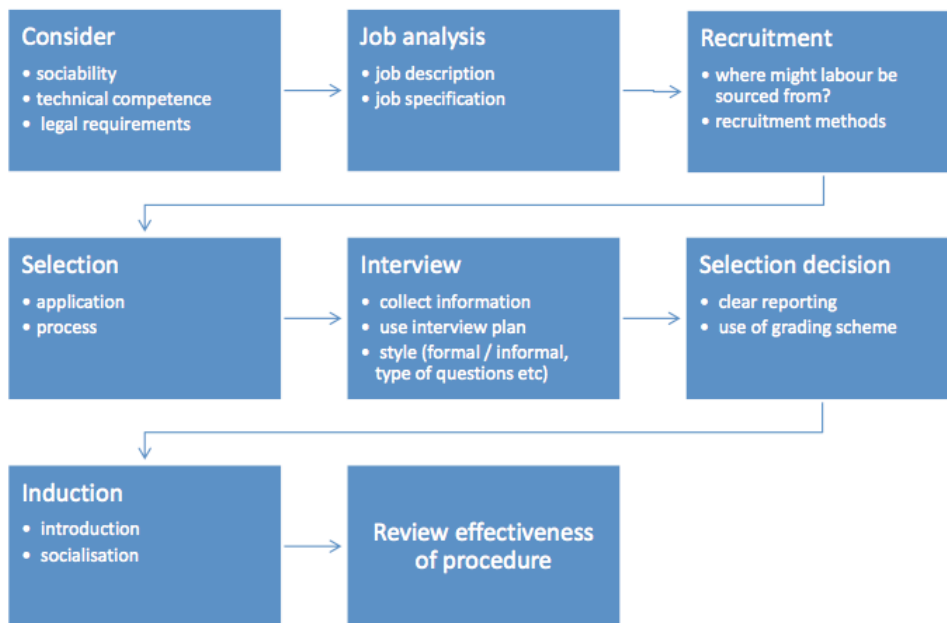 Consider
• sociability
• technical competence
• legal requirements
Job analysis
• job description
• job specification
Recruitment
• where might labour be
sourced from?
• recruitment methods
Selection
• application
• process
Interview
• collect information
• use interview plan
• style (formal / informal,
type of questions etc)
Selection decision
• clear reporting
• use of grading scheme
Induction
• introduction
• socialisation
Review effectiveness
of procedure